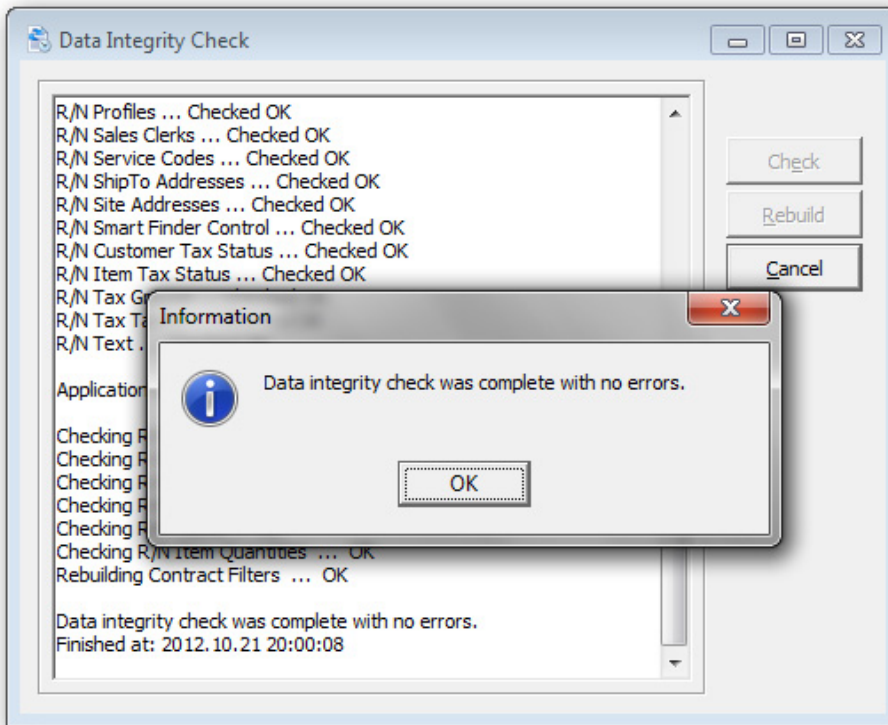 Data Integrity Check
R/N Profiles ... Checked OK
R/N Sales Clerks ... Checked OK
R/N Service Codes ... Checked OK
R/N ShipTo Addresses ... Checked OK
R/N Site Addresses ... Checked OK
R/N Smart Finder Control ... Checked OK
R/N Customer Tax Status ... Checked OK
R/N Item Tax Status ... Checked OK
R/N Tax
R/N Tax
R/N Text
Application
Checking
Checking
Checking
Checking
Checking
Checking R/N Item Quantities ... OK
Rebuilding Contract Filters ... OK
Data integrity check was complete with no errors.
Finished at: 2012.10.21 20:00:08
Check
Rebuild
Cancel
Information
Data integrity check was complete with no errors.
OK